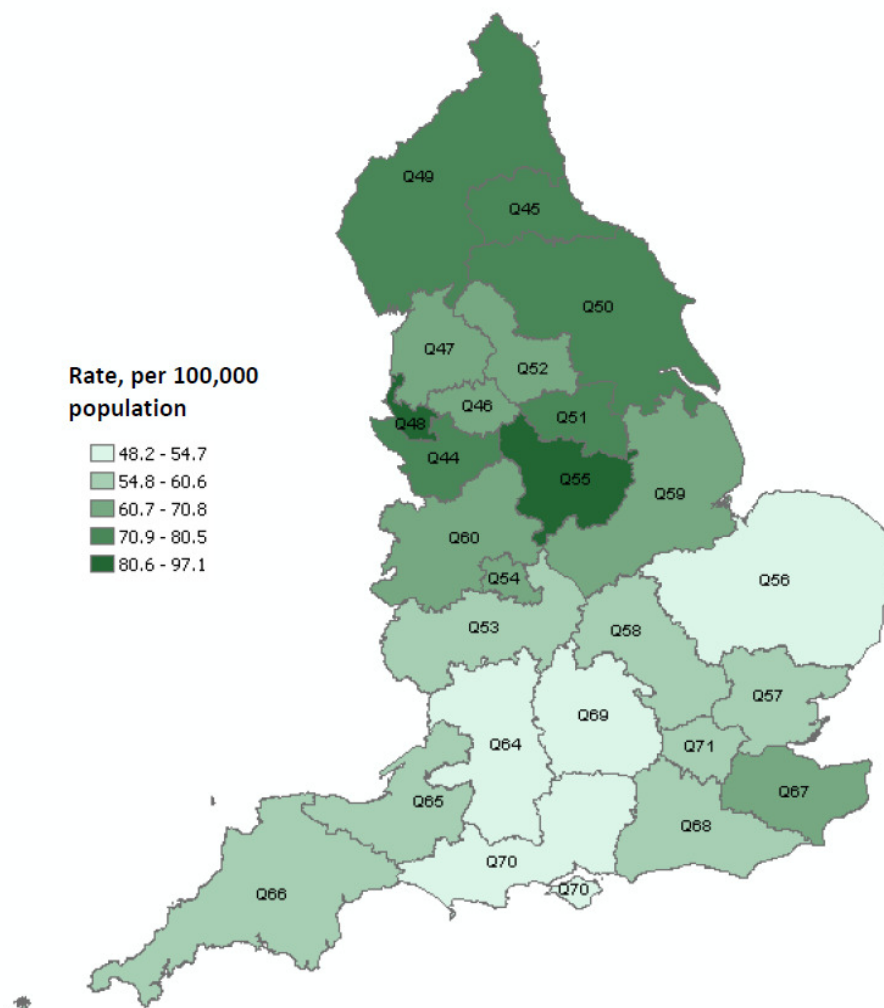 Q49
Q45
Q50
Q47
Q52
Rate, per 100,000
population
Q46
Q48
Q51
48.2 - 54.7
Q44
54.8 - 60.6
Q55
Q59
60.7 - 70.8
70.9 - 80.5
Q60
80.6 - 97.1
Q54
Q56
Q53
Q58
Q57
Q69
Q64
Q71
Q65
Q67
Q68
Q70
Q66
Q70